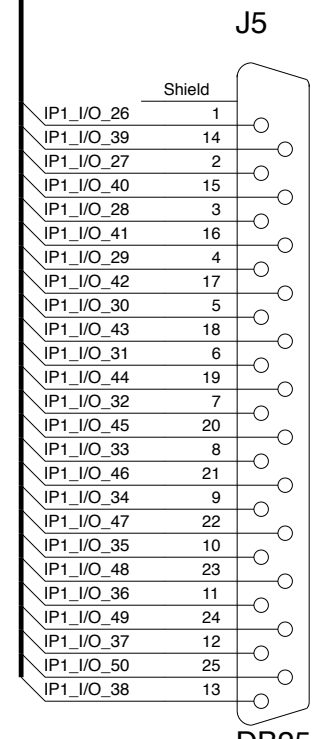 J5
Shield
IP1_I/O_26 1
IP1_I/O_39 14
IP1_I/O_27 2
IP1_I/O_40 15
IP1_I/O_28 3
IP1_I/O_41 16
IP1_I/O_29 4
IP1_I/O_42 17
IP1_I/O_30 5
IP1_I/O_43 18
IP1_I/O_31 6
IP1_I/O_44 19
IP1_I/O_32 7
IP1_I/O_45 20
IP1_I/O_33 8
IP1_I/O_46 21
IP1_I/O_34 9
IP1_I/O_47 22
IP1_I/O_35 10
IP1_I/O_48 23
IP1_I/O_36 11
IP1_I/O_49 24
IP1_I/O_37 12
IP1_I/O_50 25
IP1_I/O_38 13
DB25